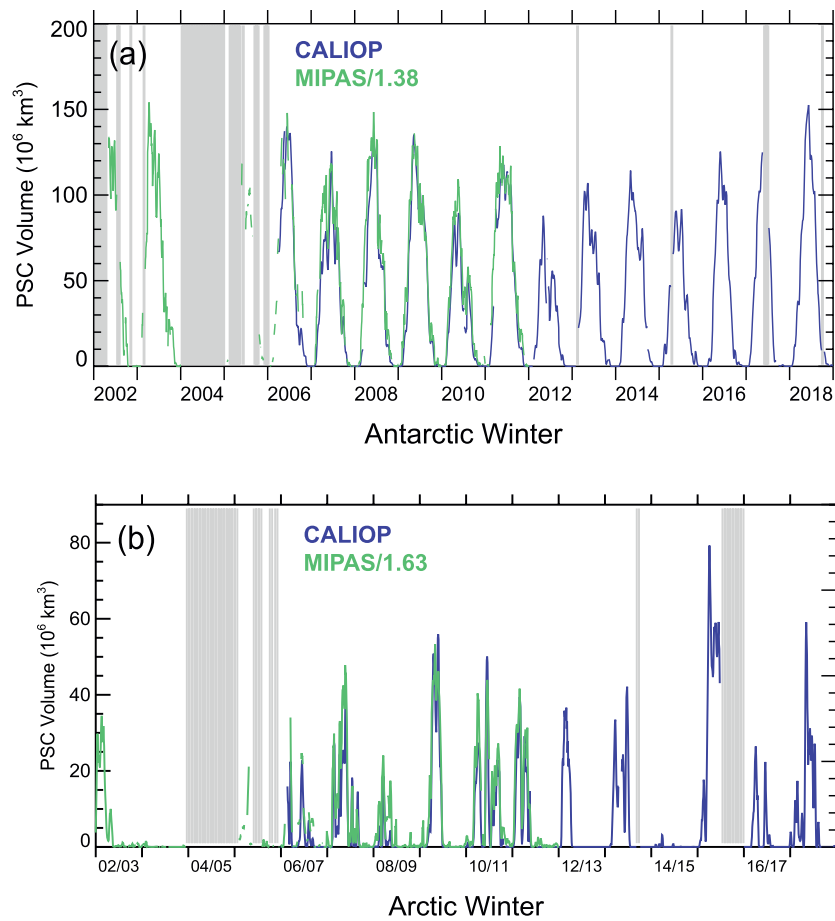 200
(a)
CALIOP
MIPAS/1.38
150
100
50
0
PSC Volume (10⁶ km³)
2002 2004 2006 2008 2010 2012 2014 2016 2018
Antarctic Winter
(b)
CALIOP
MIPAS/1.63
80
60
40
20
0
PSC Volume (10⁶ km³)
02/03 04/05 06/07 08/09 10/11 12/13 14/15 16/17
Arctic Winter